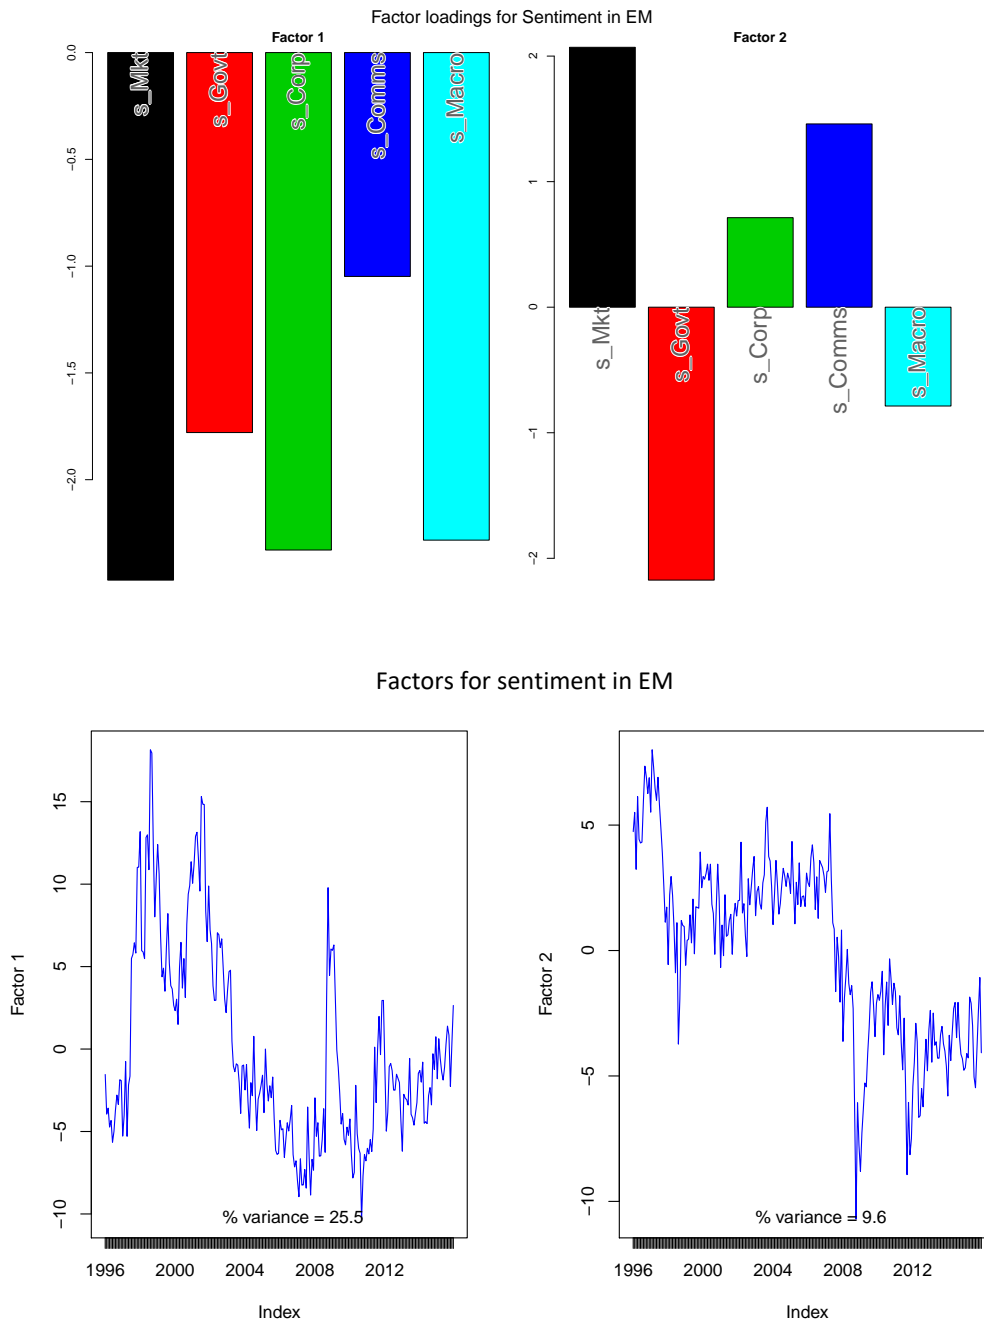 Factor loadings for Sentiment in EM
Factor 1
0.0
−0.5
−1.0
−1.5
−2.0
s_Mkt
s_Govt
s_Corp
s_Comms
s_Macro
Factor 2
2
1
0
−1
−2
s_Mkt
s_Govt
s_Corp
s_Comms
s_Macro
Factors for sentiment in EM
Factor 1
15
10
5
0
−5
−10
% variance = 25.5
1996 2000 2004 2008 2012
Index
Factor 2
5
0
−5
−10
% variance = 9.6
1996 2000 2004 2008 2012
Index